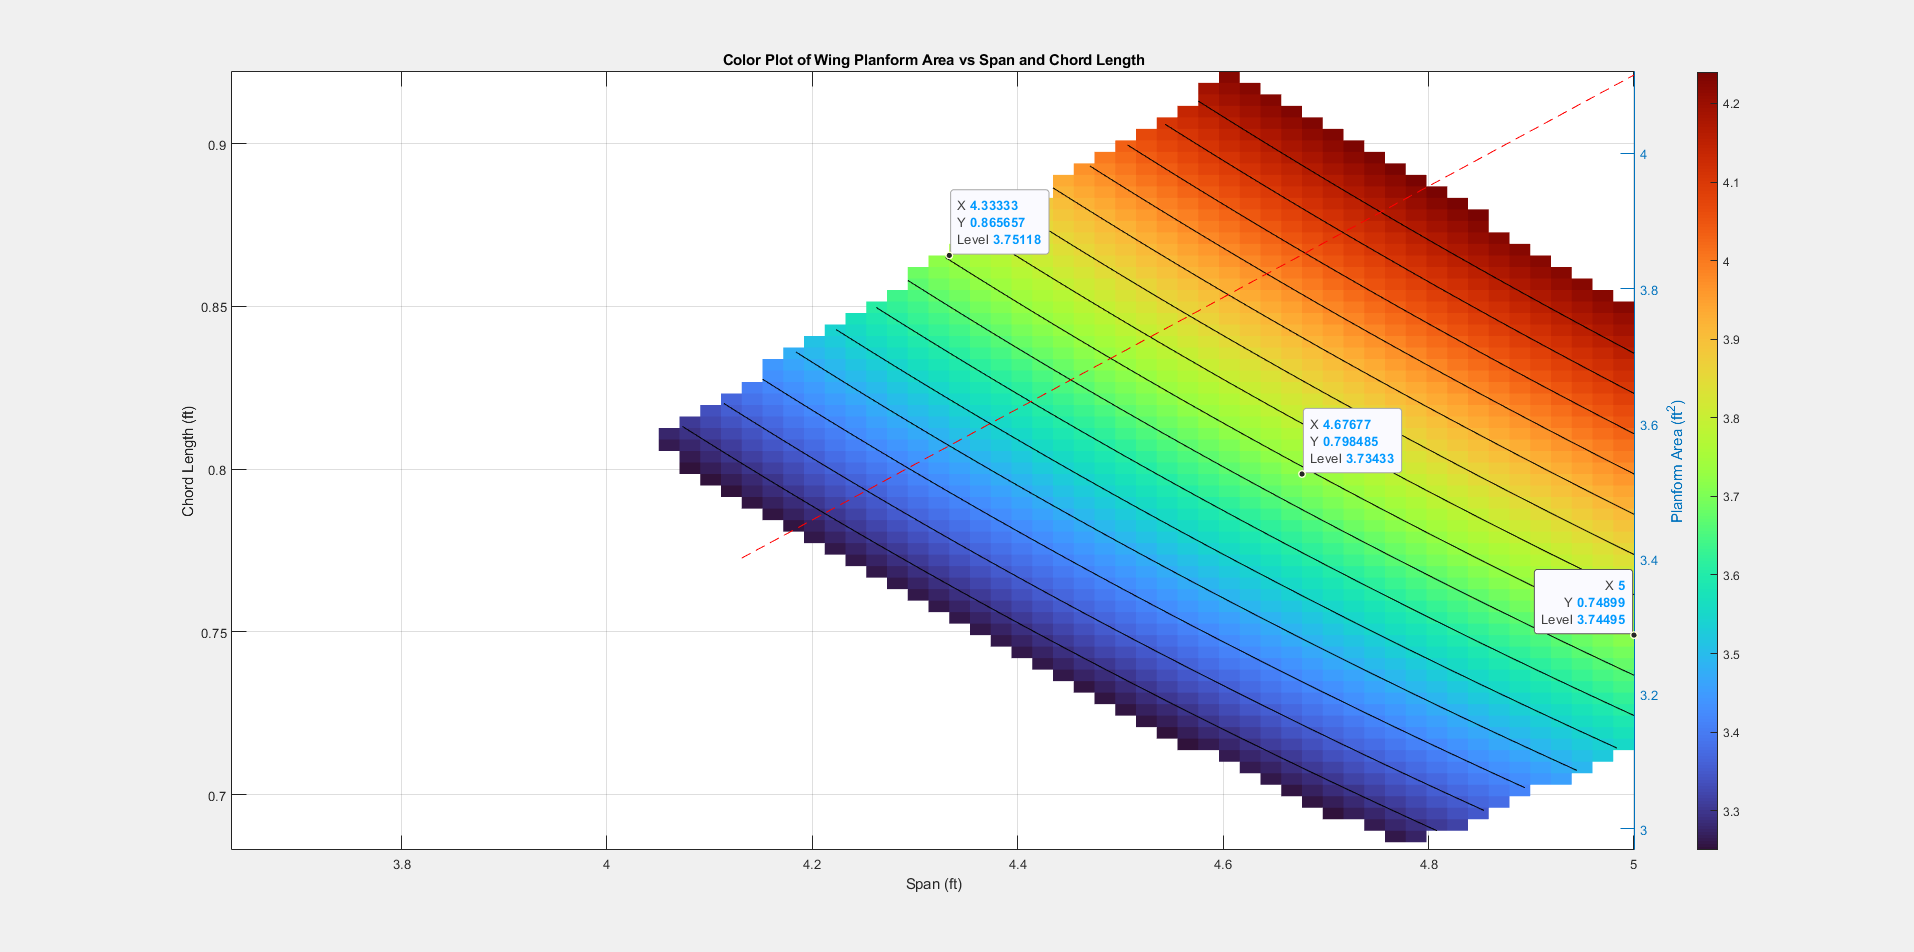 Color Plot of Wing Planform Area vs Span and Chord Length
Chord Length (ft)
0.9
0.85
0.8
0.75
0.7
X 4.33333
Y 0.865657
Level 3.75118
X 4.67677
Y 0.798485
Level 3.73433
X 5
Y 0.74899
Level 3.74495
3.8
4
4.2
4.4
4.6
4.8
5
Span (ft)
4
3.8
3.6
3.4
3.2
3
Planform Area (ft²)
4.2
4.1
4
3.9
3.8
3.7
3.6
3.5
3.4
3.3